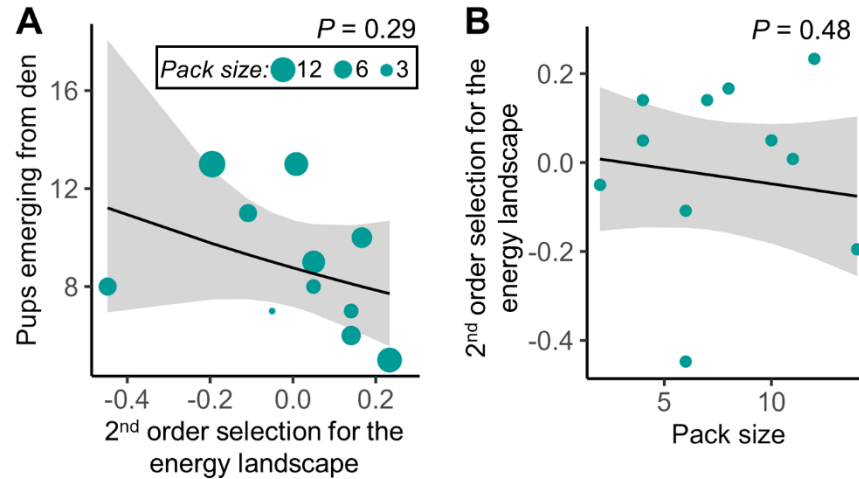 A
P = 0.29
Pack size: 12 6 3
Pups emerging from den
16
12
8
-0.4 -0.2 0.0 0.2
2nd order selection for the
energy landscape
B
P = 0.48
2nd order selection for the
energy landscape
0.2
0.0
-0.2
-0.4
5 10
Pack size